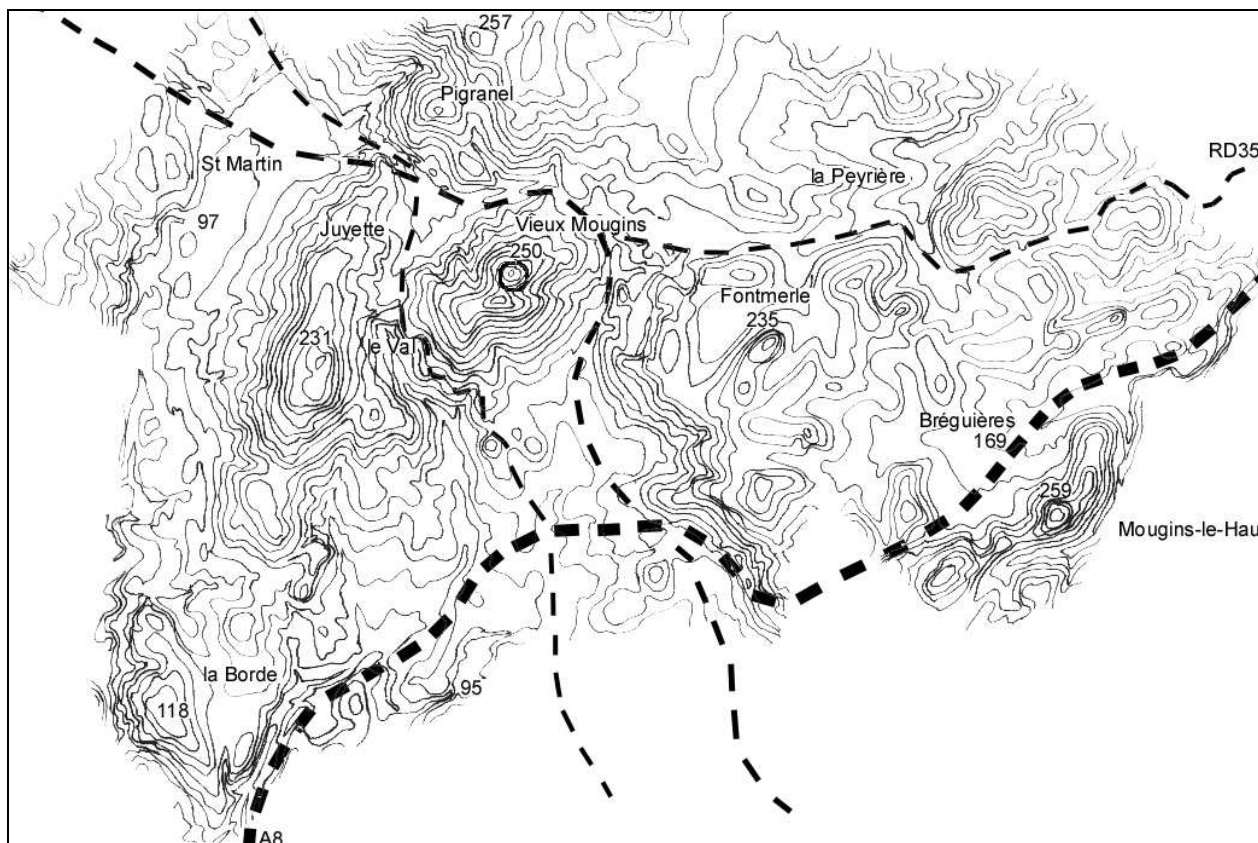 257
Pigranel
RD35
St Martin
la Peyrière
97
Juyette
Vieux Mougins
250
Fontmerle
235
231
le Val
Bréguières
169
259
Mougins-le-Hau
la Borde
95
118
A8